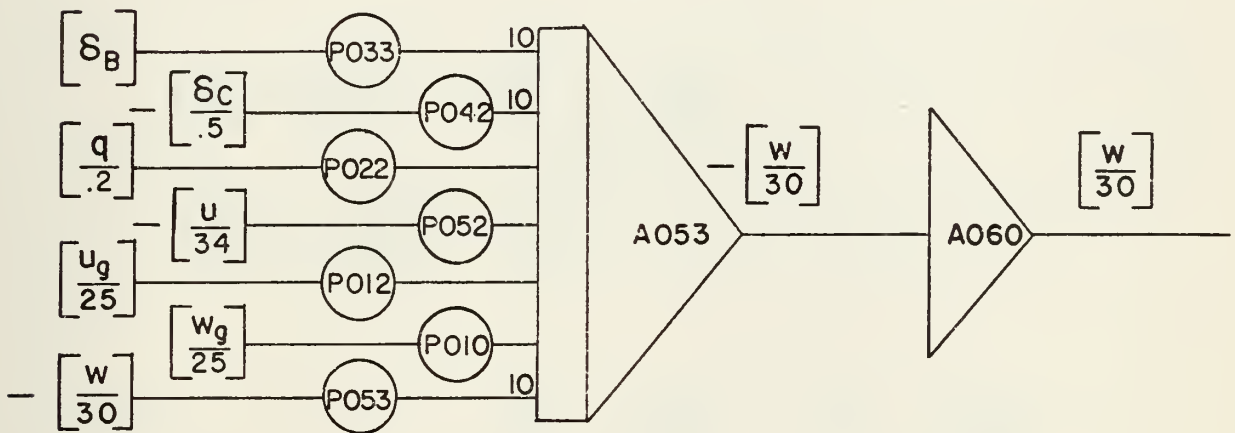 [δB] P033 10
- [δC/.5] P042 10
[q/.2] P022
- [u/34] P052
[ug/25] P012
[wg/25] P010
- [w/30] P053 10
A053
- [w/30]
A060
[w/30]